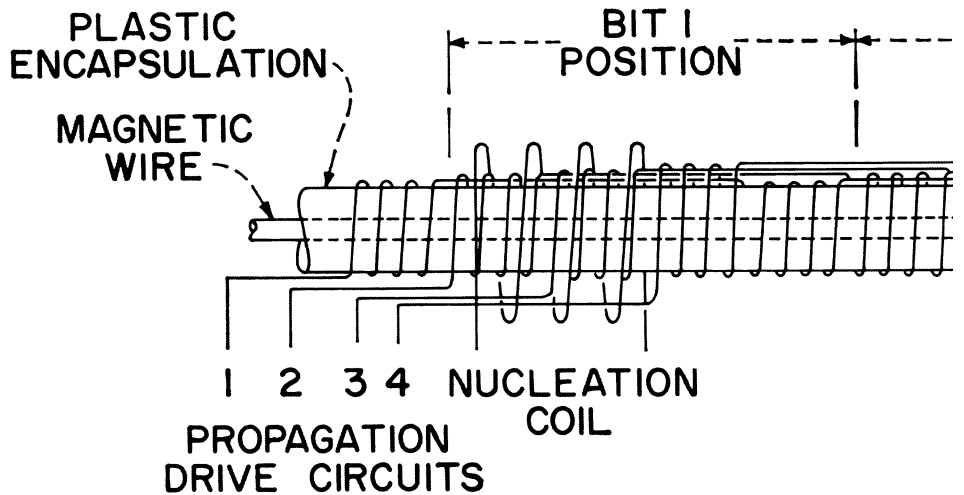 PLASTIC
ENCAPSULATION
BIT 1
POSITION
MAGNETIC
WIRE
1 2 3 4
NUCLEATION
COIL
PROPAGATION
DRIVE CIRCUITS